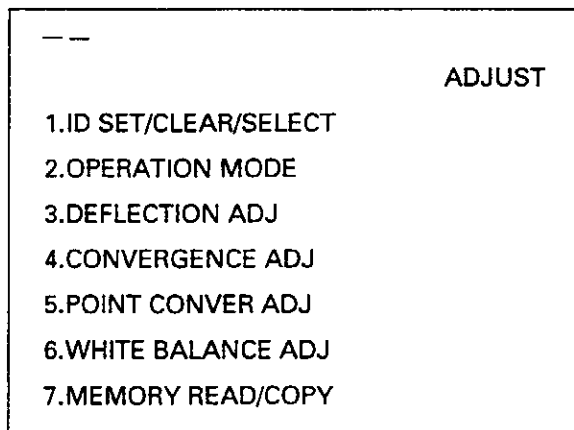 — —
ADJUST
1.ID SET/CLEAR/SELECT
2.OPERATION MODE
3.DEFLECTION ADJ
4.CONVERGENCE ADJ
5.POINT CONVER ADJ
6.WHITE BALANCE ADJ
7.MEMORY READ/COPY